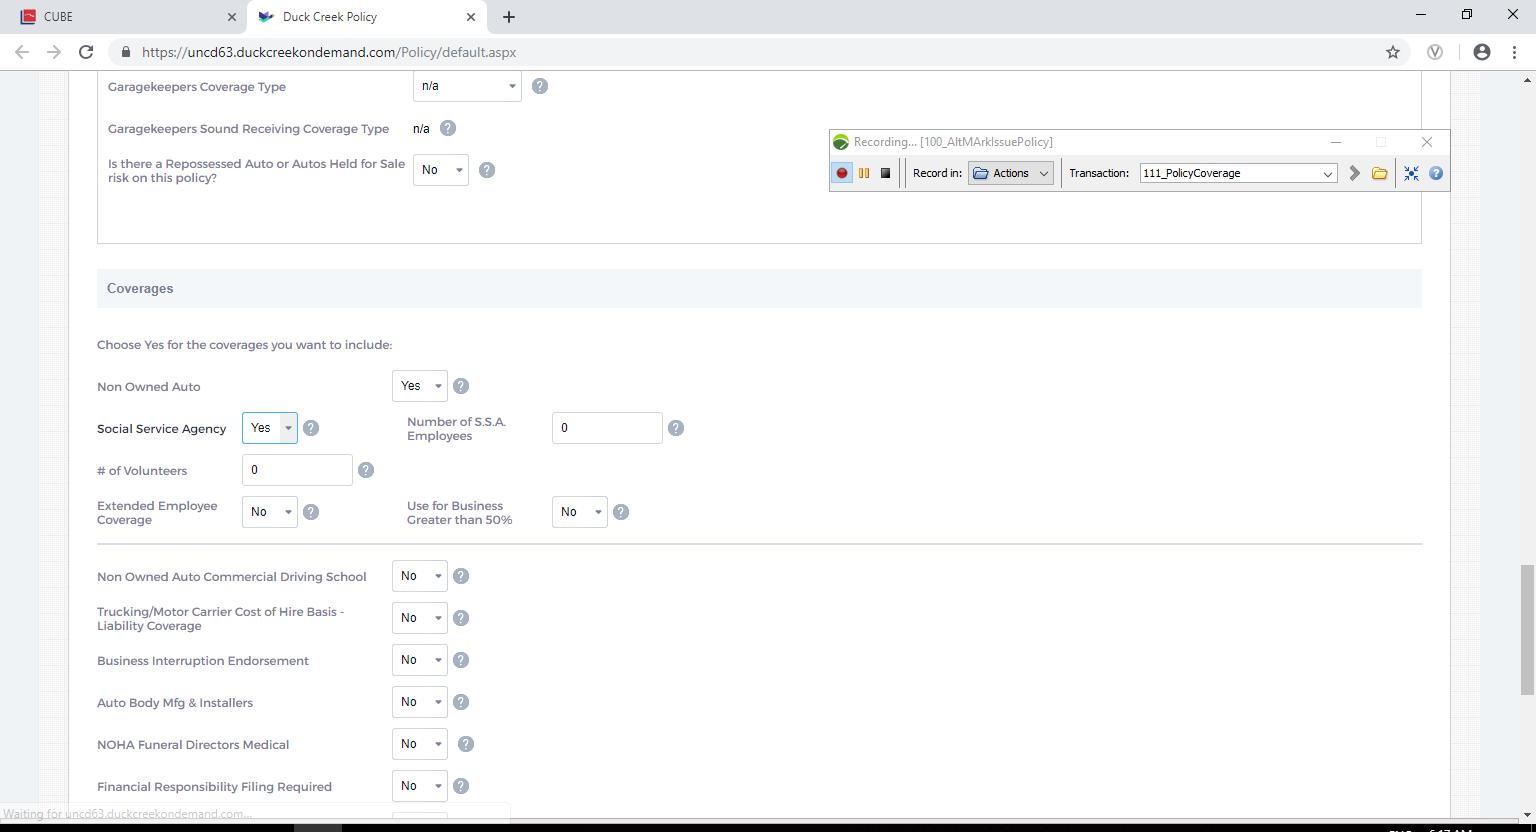 CUBE
Duck Creek Policy
https://uncd63.duckcreekondemand.com/Policy/default.aspx
Garagekeepers Coverage Type n/a ?
Garagekeepers Sound Receiving Coverage Type n/a ?
Is there a Repossessed Auto or Autos Held for Sale
risk on this policy? No ?
Recording... [100_AltMArkIssuePolicy]
Record in: Actions Transaction: 111_PolicyCoverage ?
Coverages
Choose Yes for the coverages you want to include:
Non Owned Auto Yes ?
Social Service Agency Yes ? Number of S.S.A.
Employees 0 ?
# of Volunteers 0 ?
Extended Employee
Coverage No ? Use for Business
Greater than 50% No ?
Non Owned Auto Commercial Driving School No ?
Trucking/Motor Carrier Cost of Hire Basis -
Liability Coverage No ?
Business Interruption Endorsement No ?
Auto Body Mfg & Installers No ?
NOHA Funeral Directors Medical No ?
Financial Responsibility Filing Required No ?
Waiting for uncd63.duckcreekondemand.com...